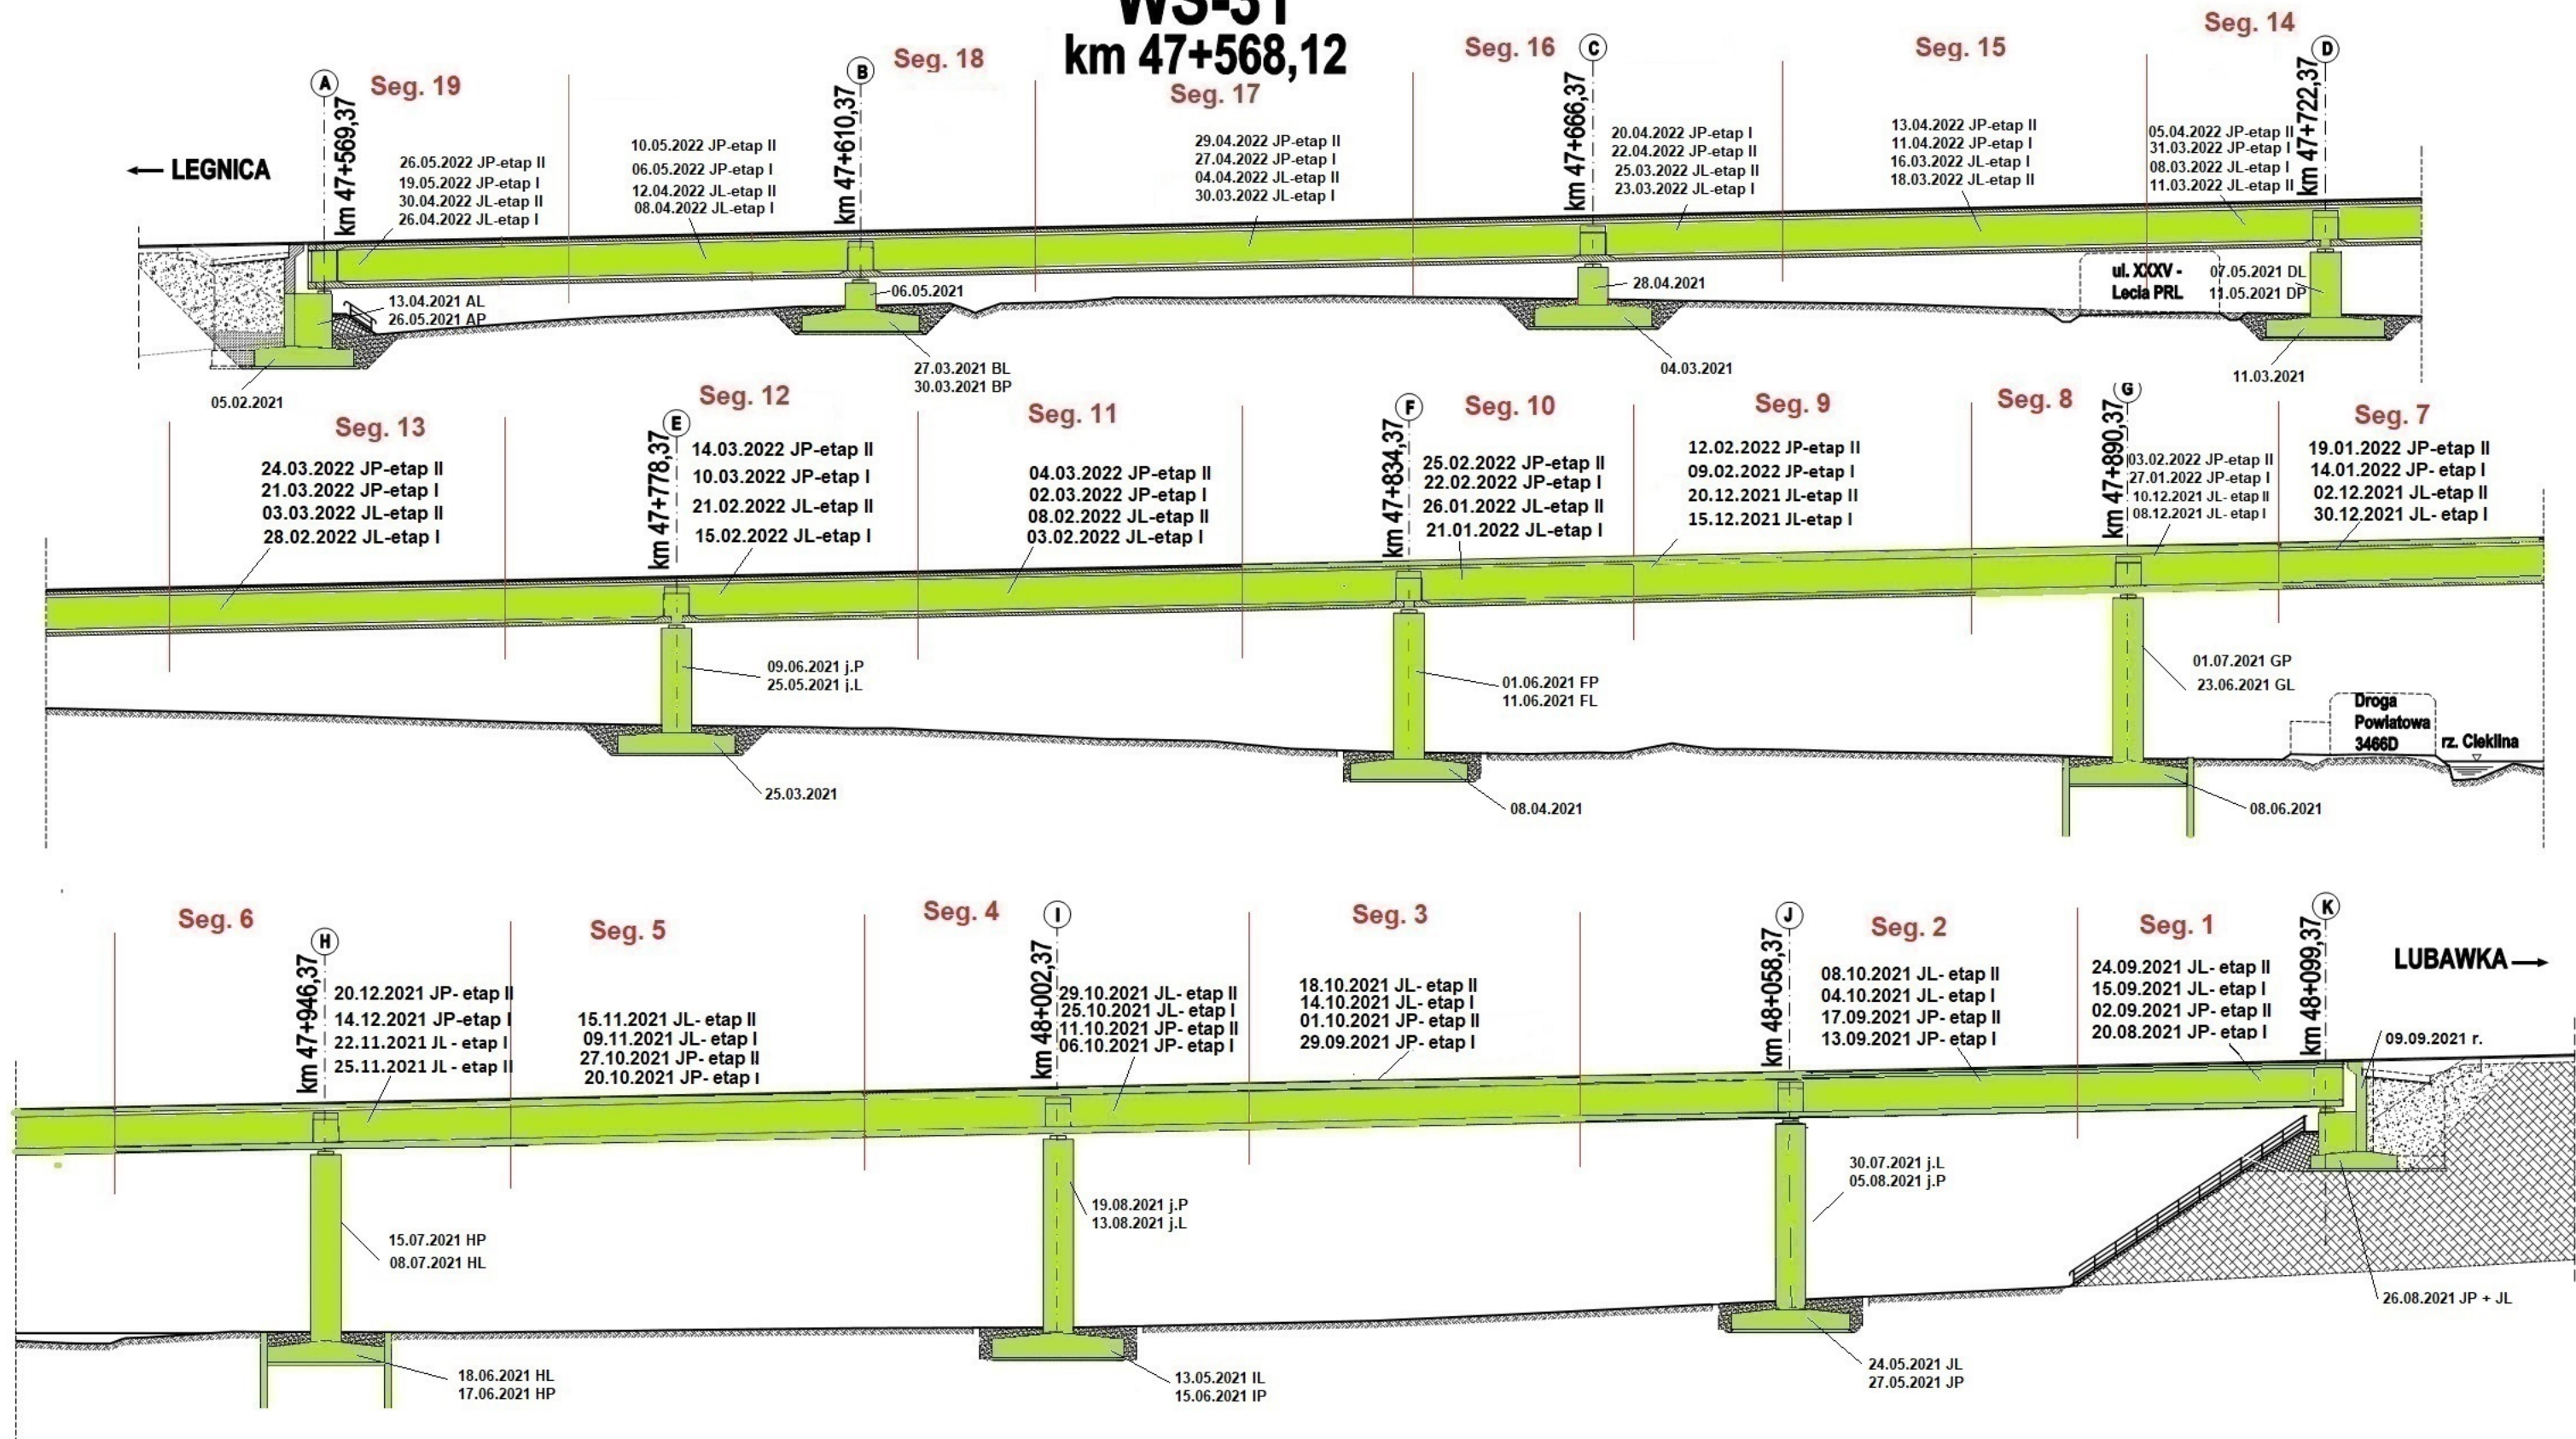 WS-31
km 47+568,12
LEGNICA
A
km 47+569,37
Seg. 19
26.05.2022 JP-etap II
19.05.2022 JP-etap I
30.04.2022 JL-etap II
26.04.2022 JL-etap I
13.04.2021 AL
26.05.2021 AP
05.02.2021
B
km 47+610,37
Seg. 18
10.05.2022 JP-etap II
06.05.2022 JP-etap I
12.04.2022 JL-etap II
08.04.2022 JL-etap I
06.05.2021
27.03.2021 BL
30.03.2021 BP
Seg. 17
29.04.2022 JP-etap II
27.04.2022 JP-etap I
04.04.2022 JL-etap II
30.03.2022 JL-etap I
Seg. 16
C
km 47+666,37
20.04.2022 JP-etap I
22.04.2022 JP-etap II
25.03.2022 JL-etap II
23.03.2022 JL-etap I
28.04.2021
04.03.2021
Seg. 15
13.04.2022 JP-etap II
11.04.2022 JP-etap I
16.03.2022 JL-etap I
18.03.2022 JL-etap II
Seg. 14
D
km 47+722,37
05.04.2022 JP-etap II
31.03.2022 JP-etap I
08.03.2022 JL-etap I
11.03.2022 JL-etap II
ul. XXXV -
Lecia PRL
07.05.2021 DL
11.05.2021 DP
11.03.2021
Seg. 13
24.03.2022 JP-etap II
21.03.2022 JP-etap I
03.03.2022 JL-etap II
28.02.2022 JL-etap I
Seg. 12
E
km 47+778,37
14.03.2022 JP-etap II
10.03.2022 JP-etap I
21.02.2022 JL-etap II
15.02.2022 JL-etap I
09.06.2021 j.P
25.05.2021 j.L
25.03.2021
Seg. 11
04.03.2022 JP-etap II
02.03.2022 JP-etap I
08.02.2022 JL-etap II
03.02.2022 JL-etap I
F
km 47+834,37
Seg. 10
25.02.2022 JP-etap II
22.02.2022 JP-etap I
26.01.2022 JL-etap II
21.01.2022 JL-etap I
01.06.2021 FP
11.06.2021 FL
08.04.2021
Seg. 9
12.02.2022 JP-etap II
09.02.2022 JP-etap I
20.12.2021 JL-etap II
15.12.2021 JL-etap I
Seg. 8
G
km 47+890,37
03.02.2022 JP-etap II
27.01.2022 JP-etap I
10.12.2021 JL- etap II
08.12.2021 JL- etap I
01.07.2021 GP
23.06.2021 GL
08.06.2021
Seg. 7
19.01.2022 JP-etap II
14.01.2022 JP- etap I
02.12.2021 JL-etap II
30.12.2021 JL- etap I
Droga
Powiatowa
3466D
rz. Cieklina
Seg. 6
H
km 47+946,37
20.12.2021 JP- etap II
14.12.2021 JP-etap I
22.11.2021 JL - etap I
25.11.2021 JL - etap II
15.07.2021 HP
08.07.2021 HL
18.06.2021 HL
17.06.2021 HP
Seg. 5
15.11.2021 JL- etap II
09.11.2021 JL- etap I
27.10.2021 JP- etap II
20.10.2021 JP- etap I
Seg. 4
I
km 48+002,37
29.10.2021 JL- etap II
25.10.2021 JL- etap I
11.10.2021 JP- etap II
06.10.2021 JP- etap I
19.08.2021 j.P
13.08.2021 j.L
13.05.2021 IL
15.06.2021 IP
Seg. 3
18.10.2021 JL- etap II
14.10.2021 JL- etap I
01.10.2021 JP- etap II
29.09.2021 JP- etap I
J
km 48+058,37
Seg. 2
08.10.2021 JL- etap II
04.10.2021 JL- etap I
17.09.2021 JP- etap II
13.09.2021 JP- etap I
30.07.2021 j.L
05.08.2021 j.P
24.05.2021 JL
27.05.2021 JP
Seg. 1
24.09.2021 JL- etap II
15.09.2021 JL- etap I
02.09.2021 JP- etap II
20.08.2021 JP- etap I
K
km 48+099,37
LUBAWKA
09.09.2021 r.
26.08.2021 JP + JL